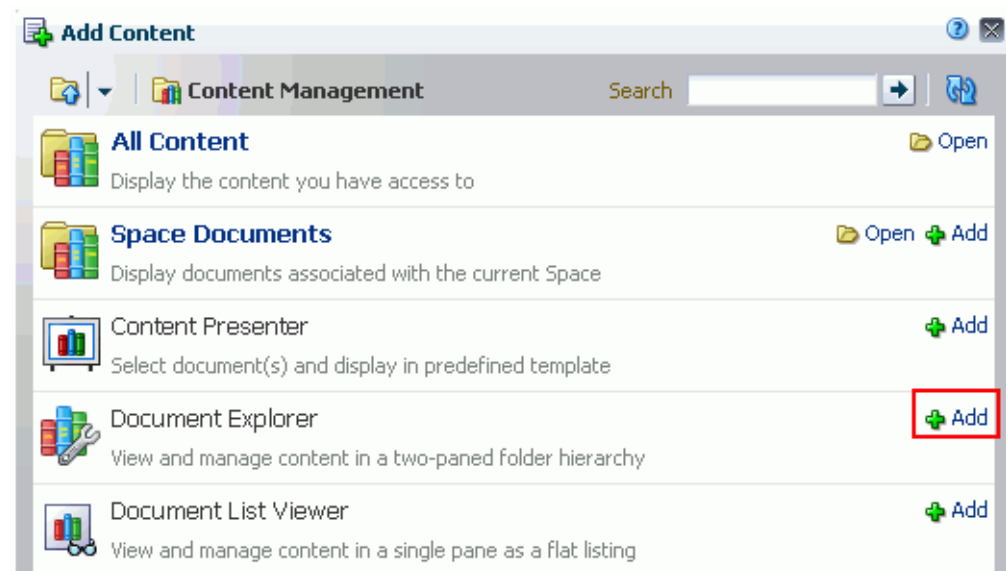 Add Content
Content Management Search
All Content Open
Display the content you have access to
Space Documents Open Add
Display documents associated with the current Space
Content Presenter Add
Select document(s) and display in predefined template
Document Explorer Add
View and manage content in a two-paned folder hierarchy
Document List Viewer Add
View and manage content in a single pane as a flat listing